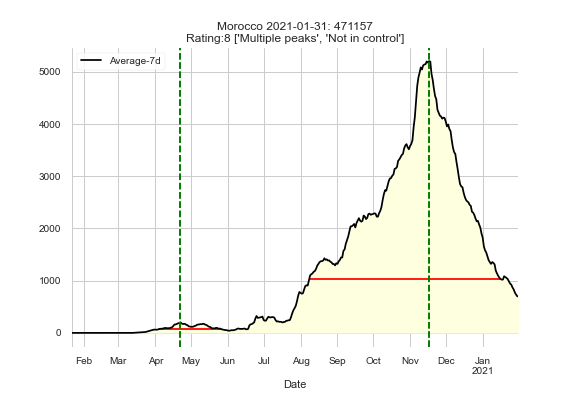 Morocco 2021-01-31: 471157
Rating:8 ['Multiple peaks', 'Not in control']
Average-7d
5000
4000
3000
2000
1000
0
Feb Mar Apr May Jun Jul Aug Sep Oct Nov Dec Jan
2021
Date